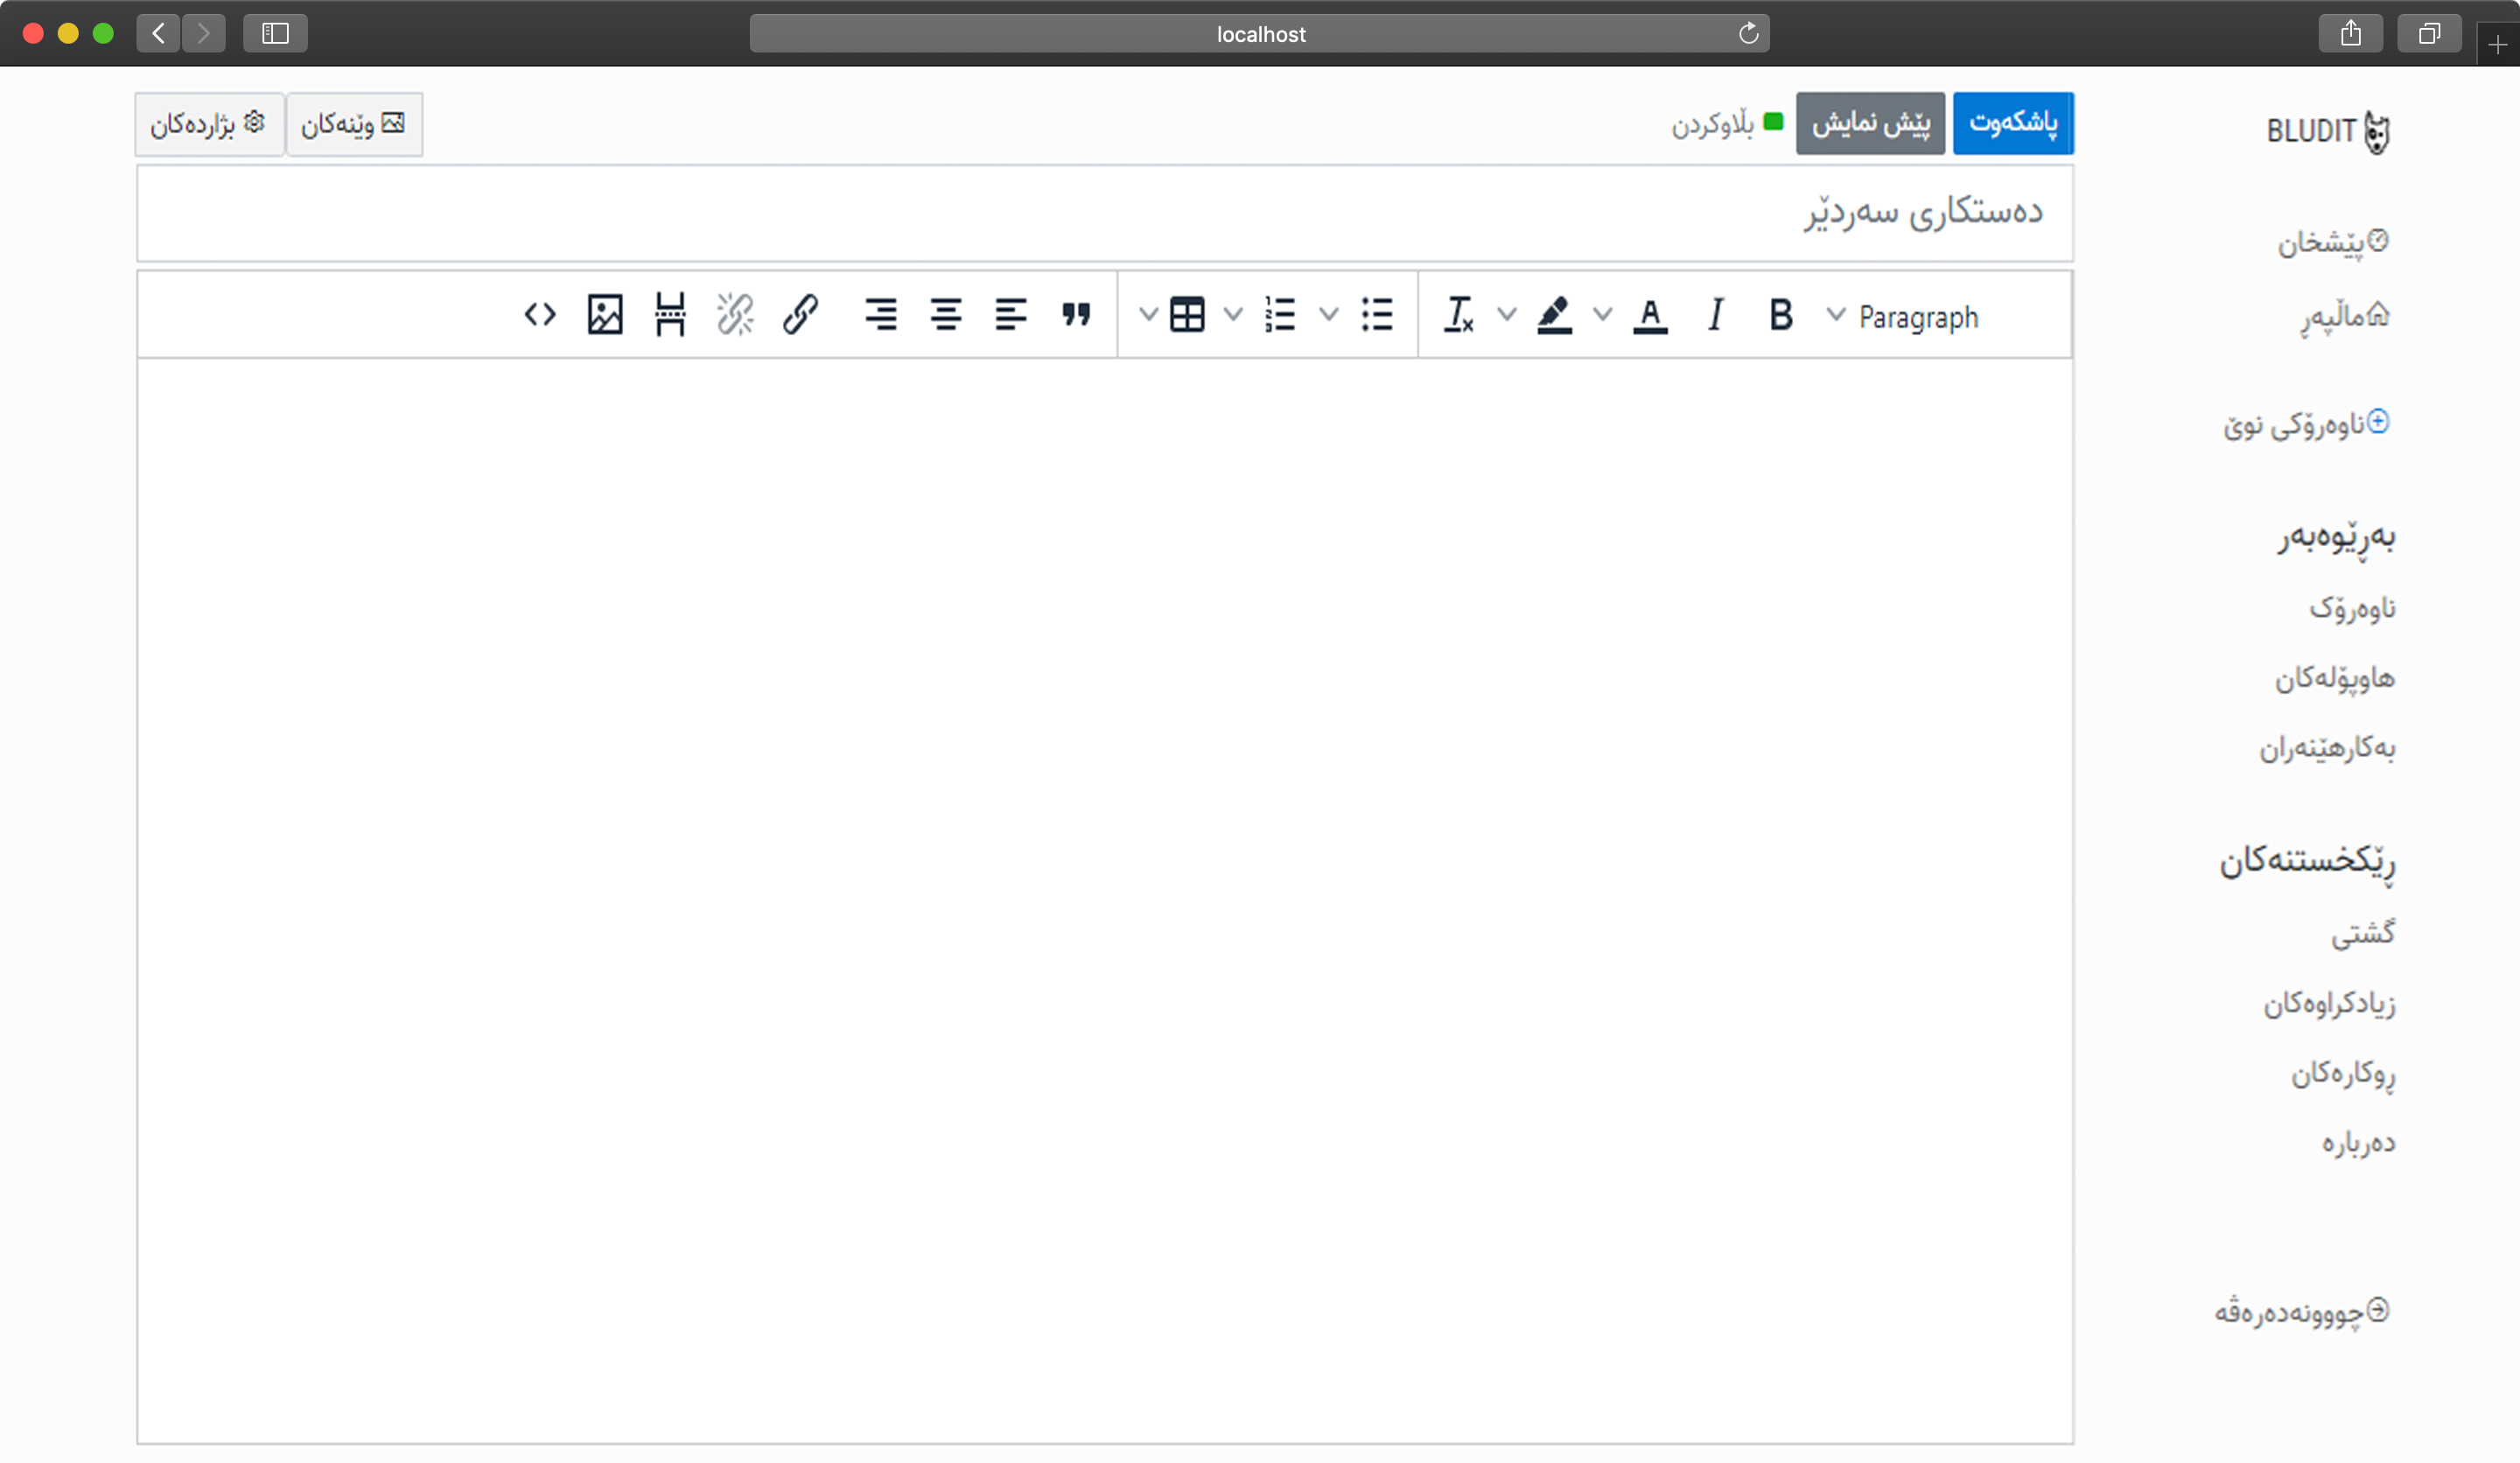 localhost
BLUDIT
پێشخان
ماڵپەڕ
ناوەرۆکی نوێ
بەڕێوەبەر
ناوەرۆک
هاوپۆلەکان
بەکارهێنەران
ڕێکخستنەکان
گشتی
زیادکراوەکان
ڕوکارەکان
دەربارە
چووونەدەرەڤە
پاشکەوت
پێش نمایش
بڵاوکردن
وێنەکان
بژاردەکان
دەستکاری سەردێڕ
Paragraph